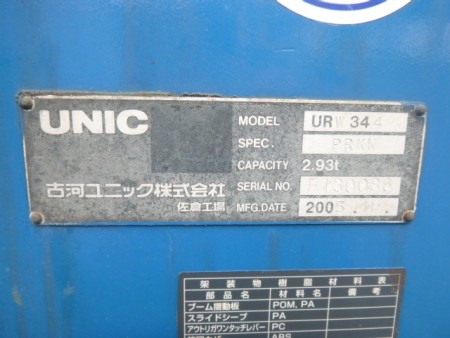 UNIC
MODEL URW344
SPEC.
CAPACITY 2.93t
SERIAL NO.
古河ユニック株式会社
佐倉工場
MFG.DATE 2005
架装物樹脂材料表
部品名 材料名 備考
ブーム摺動板 POM, PA
スライドシーブ PA
アウトリガワンタッチレバー PC
ABS